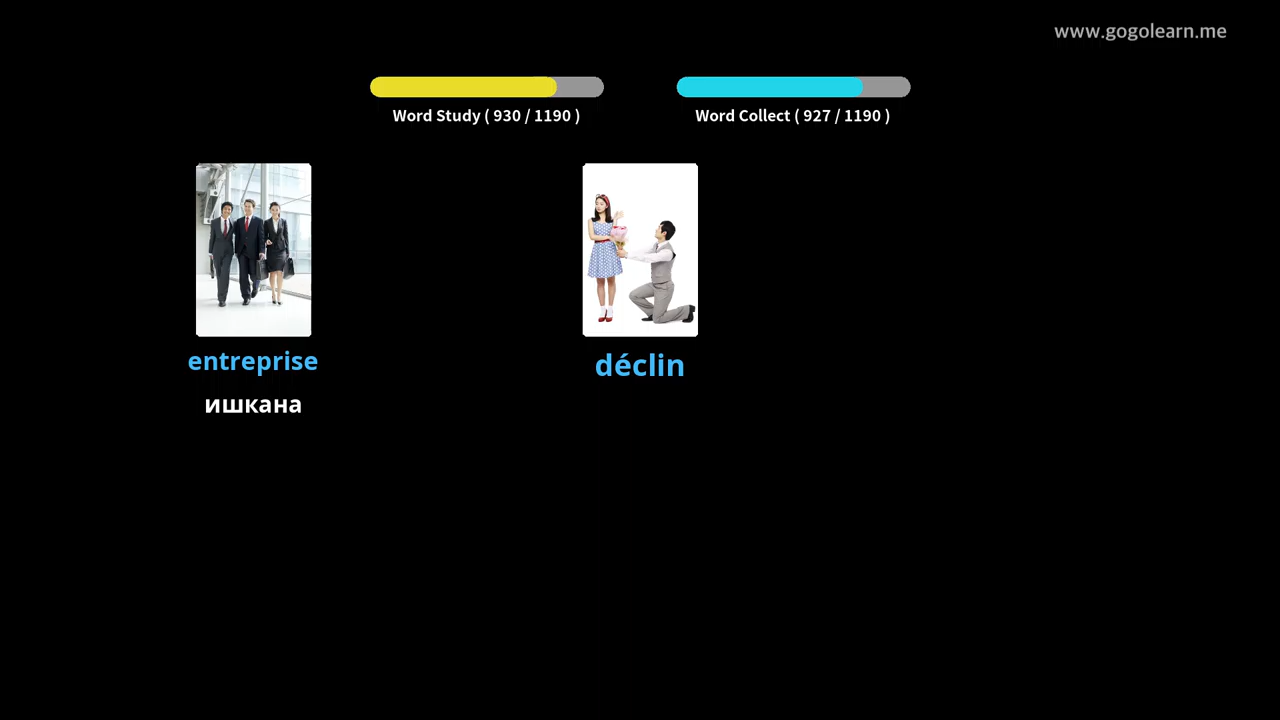 www.gogolearn.me
Word Study ( 930 / 1190 )
Word Collect ( 927 / 1190 )
entreprise
ишкана
déclin